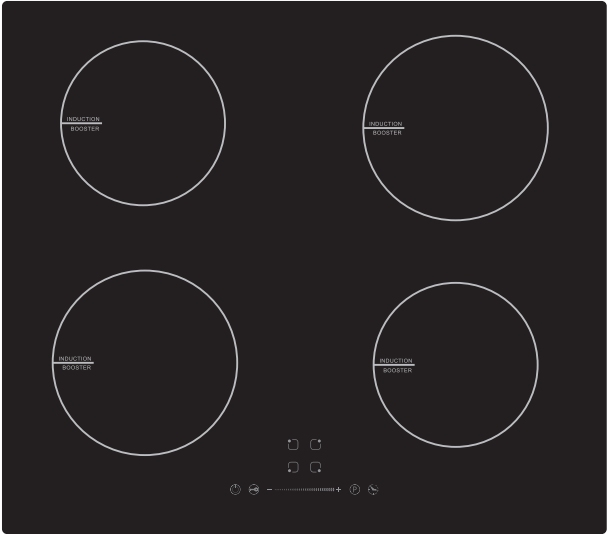 INDUCTION
BOOSTER
INDUCTION
BOOSTER
INDUCTION
BOOSTER
INDUCTION
BOOSTER
− + P